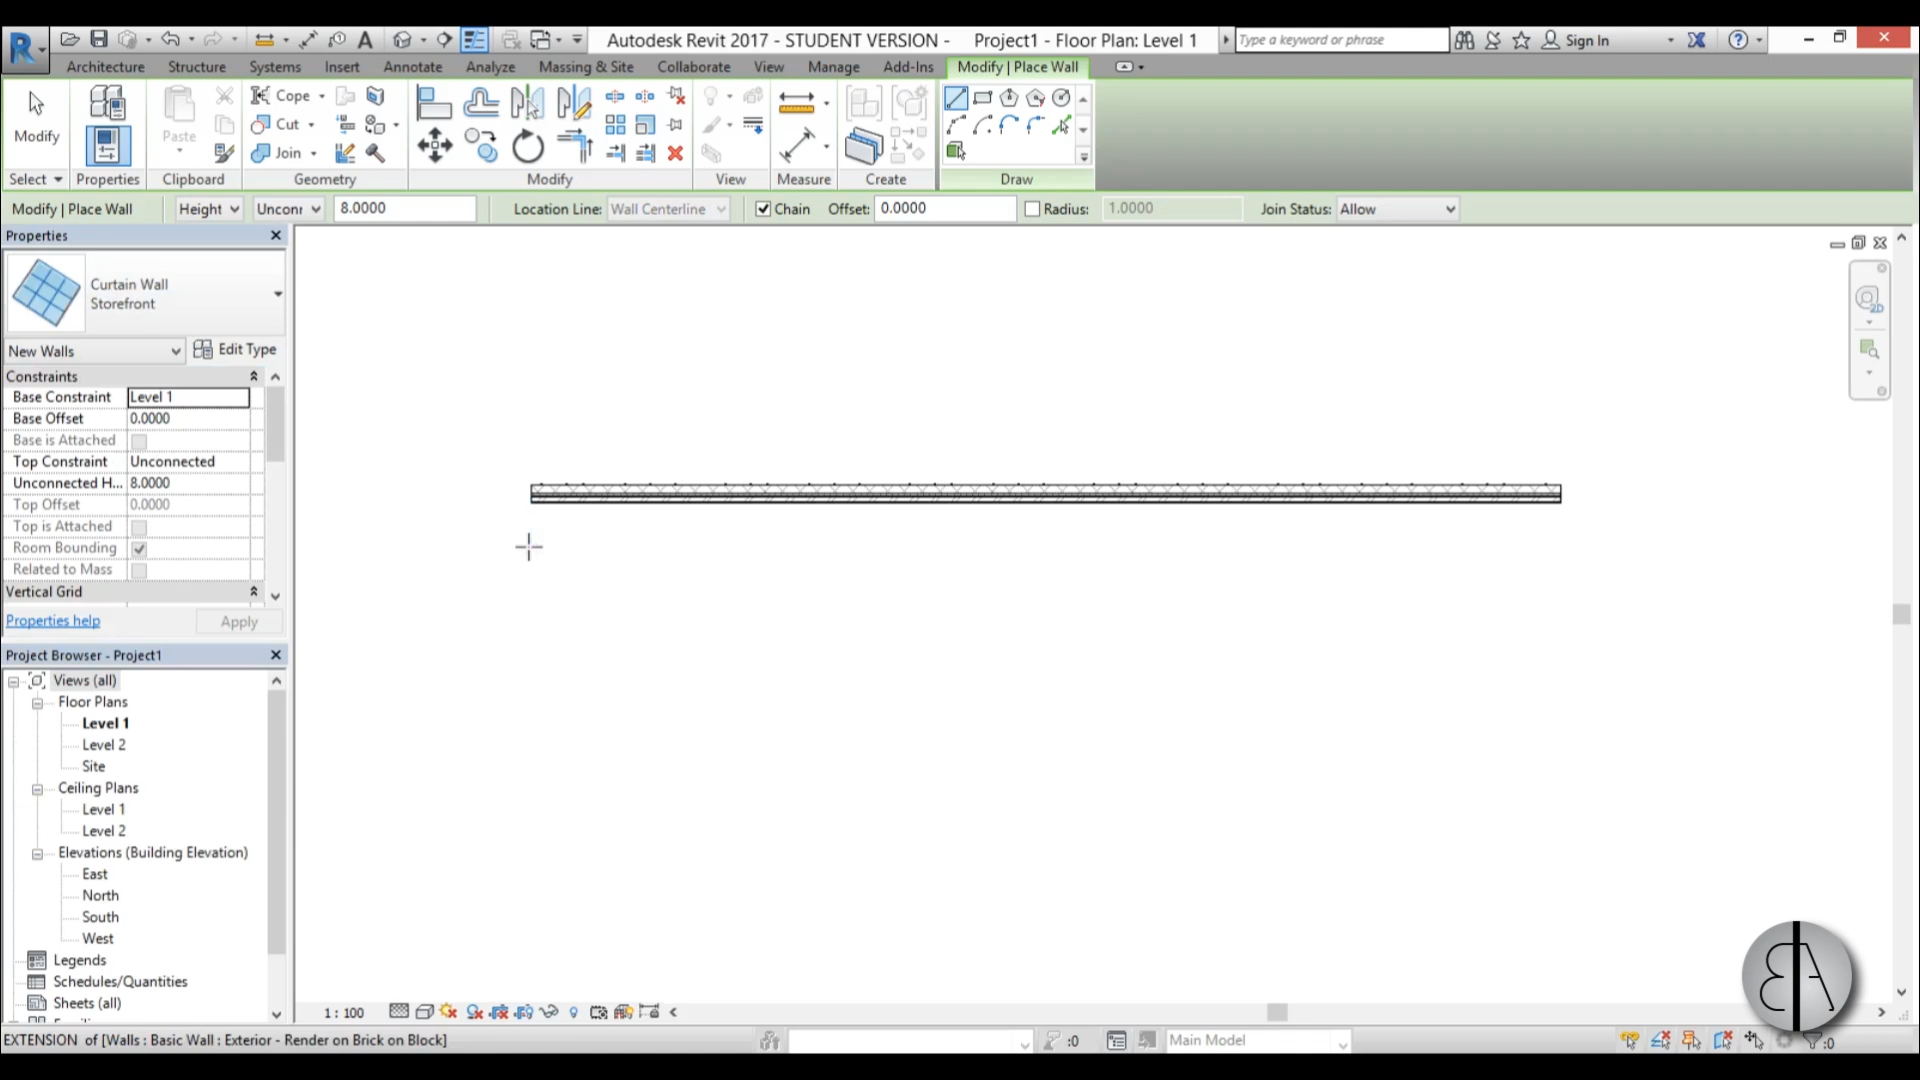 Autodesk Revit 2017 - STUDENT VERSION - Project1 - Floor Plan: Level 1
Type a keyword or phrase
Sign In
Architecture Structure Systems Insert Annotate Analyze Massing & Site Collaborate View Manage Add-Ins Modify | Place Wall
Modify
Paste
Cope
Cut
Join
Select Properties Clipboard Geometry Modify View Measure Create Draw
Modify | Place Wall Height Unconr 8.0000 Location Line: Wall Centerline Chain Offset: 0.0000 Radius: 1.0000 Join Status: Allow
Properties
Curtain Wall
Storefront
New Walls Edit Type
Constraints
Base Constraint Level 1
Base Offset 0.0000
Base is Attached
Top Constraint Unconnected
Unconnected H... 8.0000
Top Offset 0.0000
Top is Attached
Room Bounding
Related to Mass
Vertical Grid
Properties help Apply
Project Browser - Project1
Views (all)
Floor Plans
Level 1
Level 2
Site
Ceiling Plans
Level 1
Level 2
Elevations (Building Elevation)
East
North
South
West
Legends
Schedules/Quantities
Sheets (all)
2D
1 : 100
EXTENSION of [Walls : Basic Wall : Exterior - Render on Brick on Block]
:0
Main Model
:0